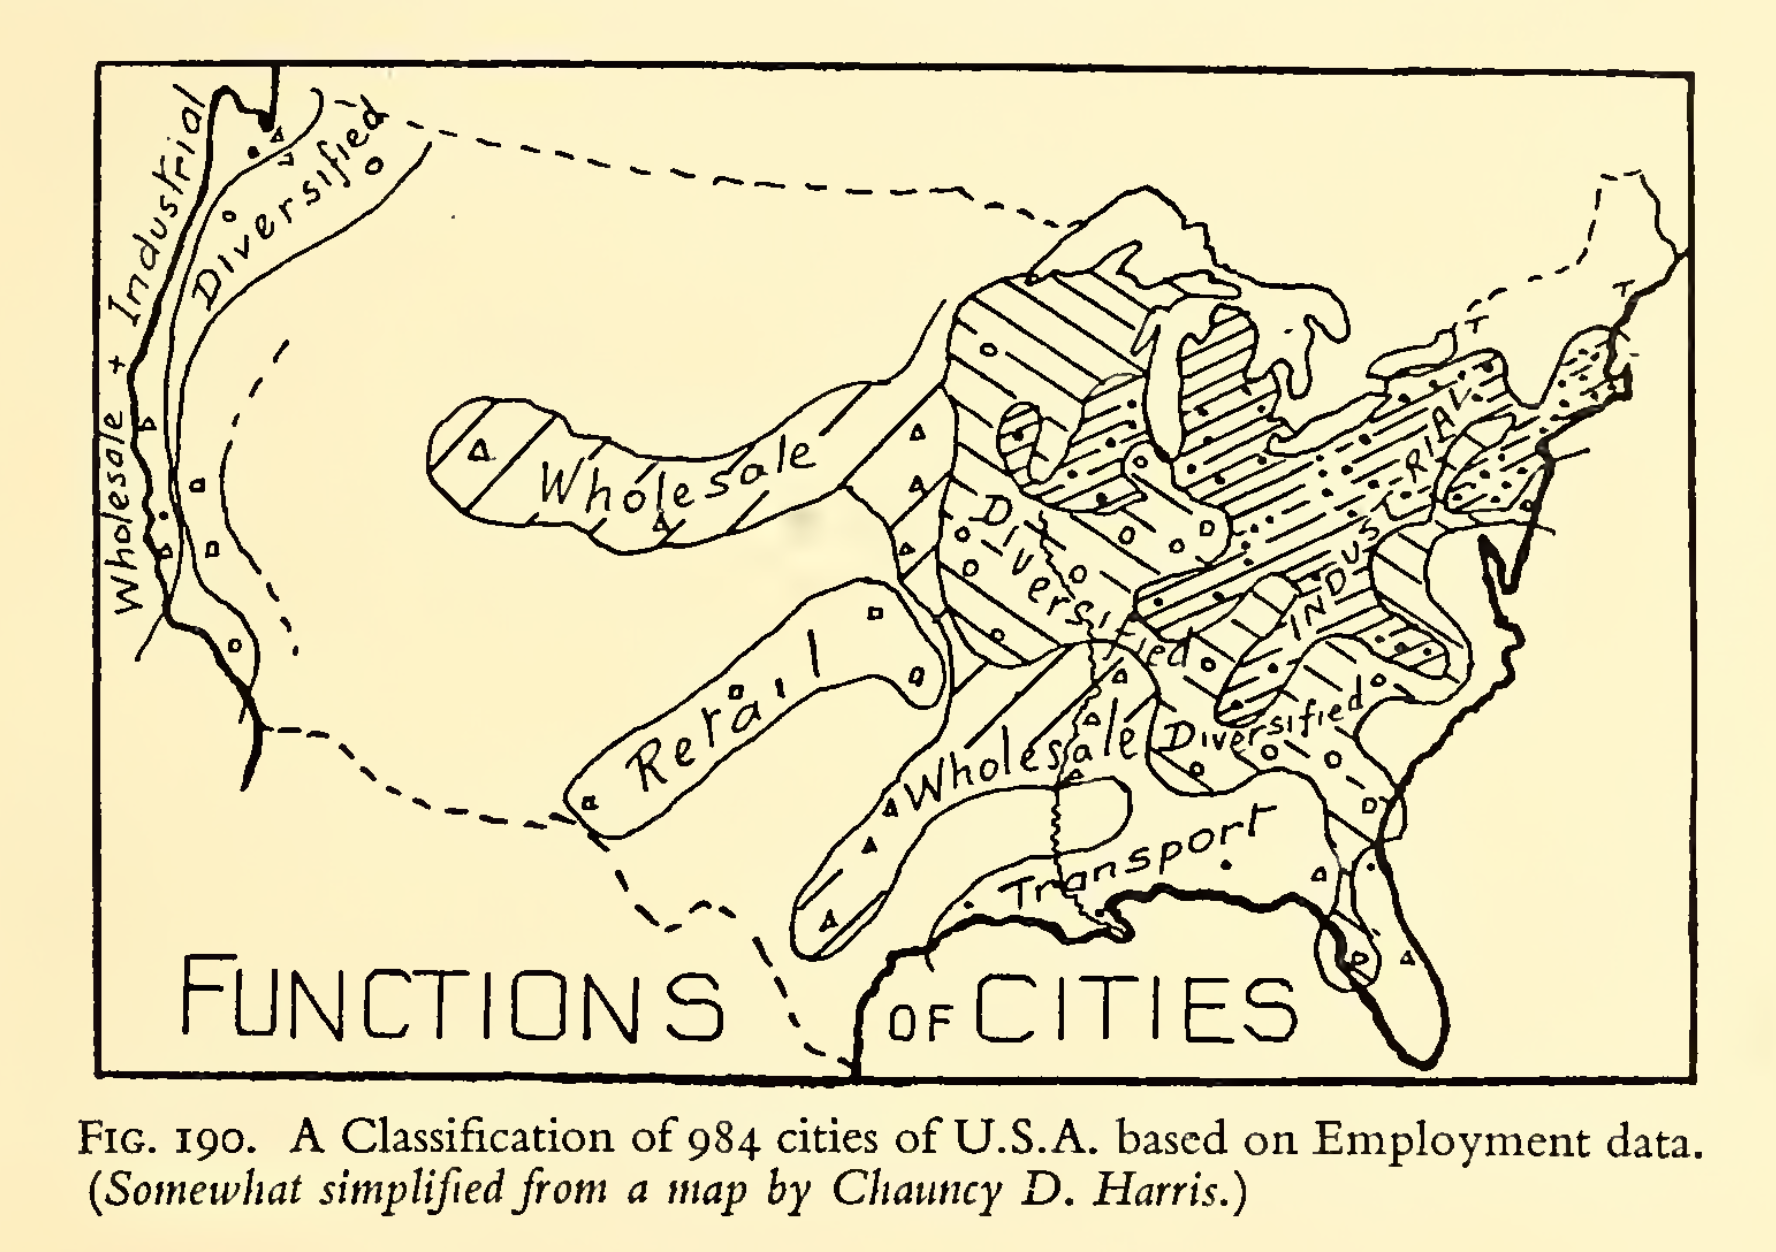 Wholesale + Industrial
Diversified
Wholesale
Diversified
INDUSTRIAL
Retail
Wholesale
Diversified
Transport
T
T
FUNCTIONS OF CITIES
FIG. 190. A Classification of 984 cities of U.S.A. based on Employment data.
(Somewhat simplified from a map by Chauncy D. Harris.)